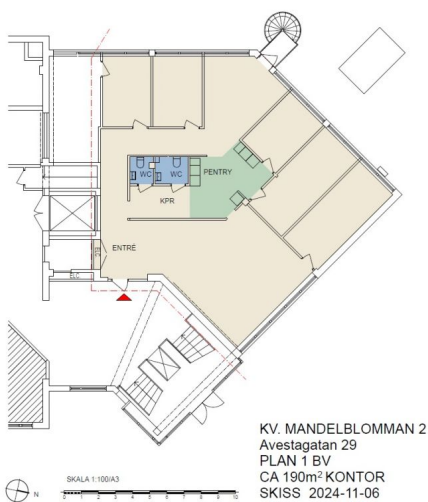 WC
WC
PENTRY
KPR
ENTRÉ
ELC
KV. MANDELBLOMMAN 2
Avestagatan 29
PLAN 1 BV
CA 190m² KONTOR
SKISS 2024-11-06
SKALA 1:100/A3
N